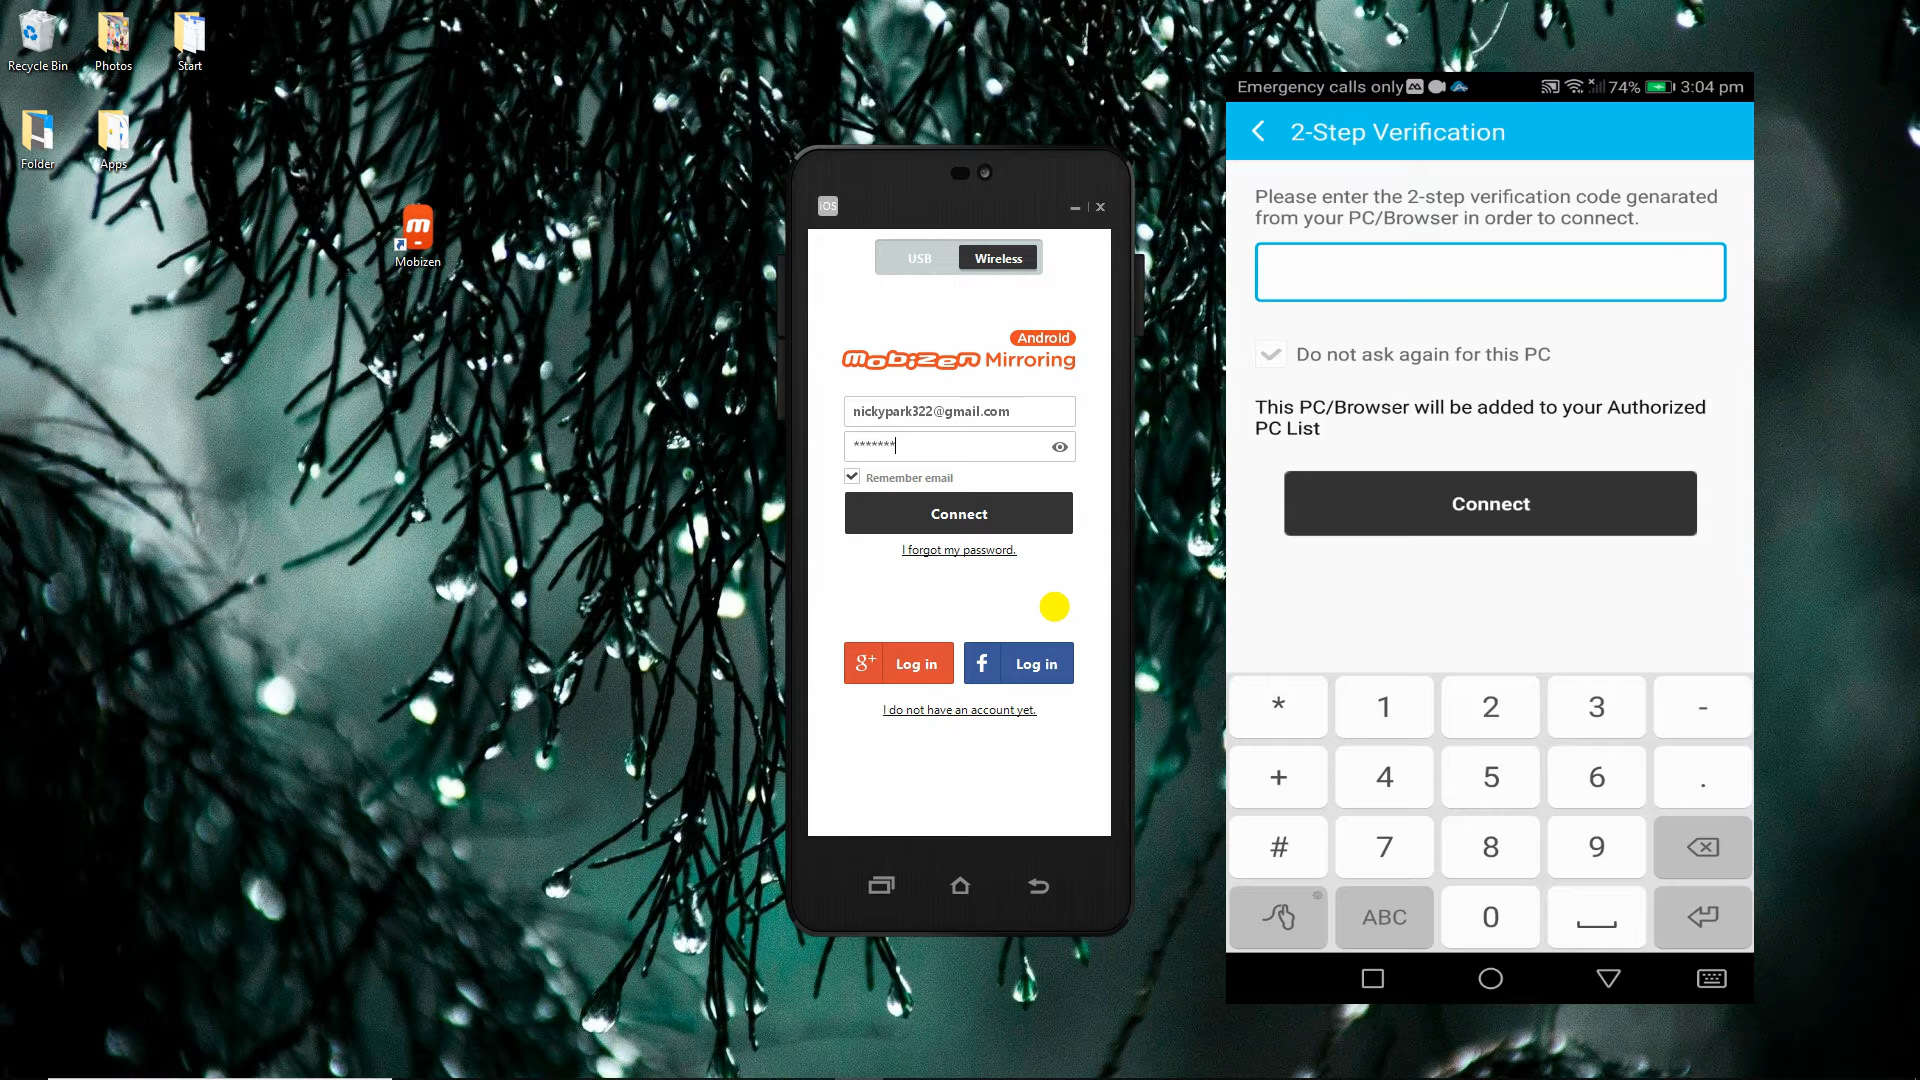 Recycle Bin
Photos
Start
Folder
Apps
Mobizen
iOS
USB
Wireless
Android
mobizen Mirroring
nickypark322@gmail.com
*******
Remember email
Connect
I forgot my password.
g+ Log in
f Log in
I do not have an account yet.
Emergency calls only
74%
3:04 pm
2-Step Verification
Please enter the 2-step verification code genarated
from your PC/Browser in order to connect.
Do not ask again for this PC
This PC/Browser will be added to your Authorized
PC List
Connect
* 1 2 3 -
+ 4 5 6 .
# 7 8 9
ABC 0